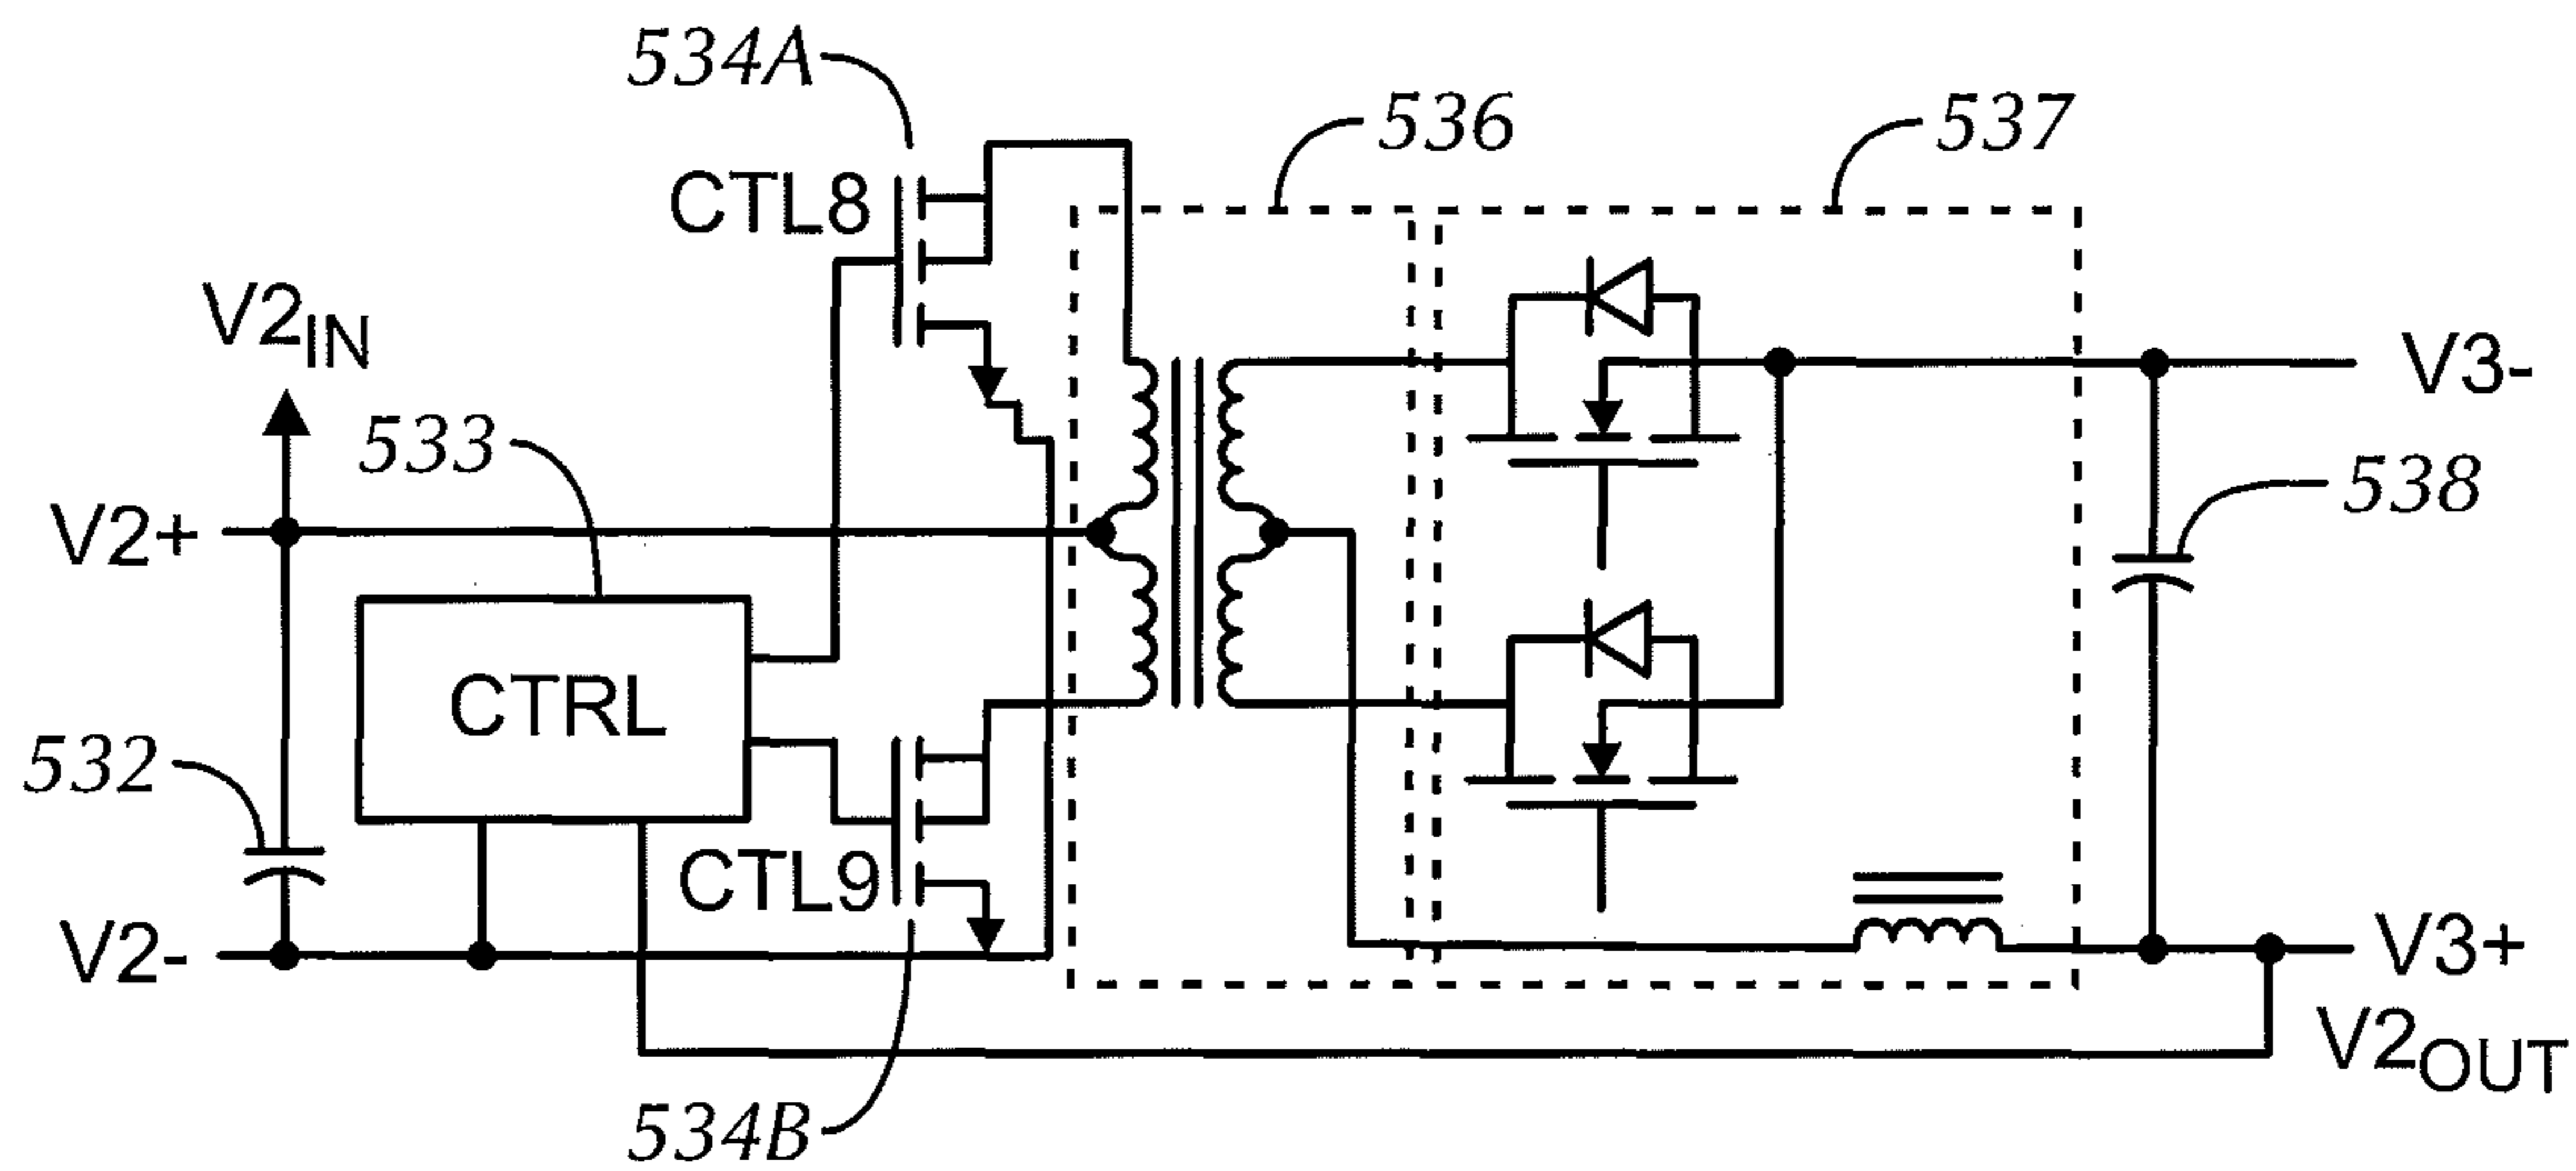 534A
536
537
CTL8
V2IN
V3-
533
538
V2+
CTRL
532
CTL9
V2-
V3+
V2OUT
534B